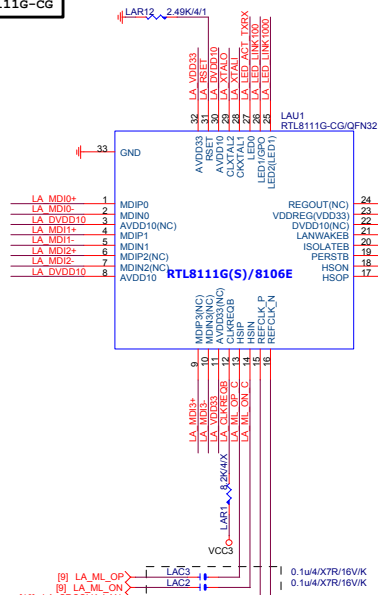 111G-CG
LAR12 2.49K/4/1
LA_VDD33
LA_RSET
LA_DVDD10
LA_XTALO
LA_XTALI
LA_LED_ACT_TXRX
LA_LED_LINK100
LA_LED_LINK1000
32 31 30 29 28 27 26 25
LAU1
RTL8111G-CG/QFN32
AVDD33
RSET
AVDD10
CLXTAL2
CKXTAL1
LED0
LED1/GPO
LED2(LED1)
33 GND
LA_MDI0+ 1 MDIP0
LA_MDI0- 2 MDIN0
LA_DVDD10 3 AVDD10(NC)
LA_MDI1+ 4 MDIP1
LA_MDI1- 5 MDIN1
LA_MDI2+ 6 MDIP2(NC)
LA_MDI2- 7 MDIN2(NC)
LA_DVDD10 8 AVDD10
RTL8111G(S)/8106E
REGOUT(NC) 24
VDDREG(VDD33) 23
DVDD10(NC) 22
LANWAKEB 21
ISOLATEB 20
PERSTB 19
HSON 18
HSOP 17
MDIP3(NC)
MDIN3(NC)
AVDD33(NC)
CLKREQB
HSIP
HSIN
REFCLK_P
REFCLK_N
9 10 11 12 13 14 15 16
LA_MDI3+
LA_MDI3-
LA_VDD33
LA_CLKREQB
LA_ML_OP_C
LA_ML_ON_C
LAR1 8.2K/4/X
VCC3
[9] LA_ML_OP LAC3 0.1u/4/X7R/16V/K
[9] LA_ML_ON LAC2 0.1u/4/X7R/16V/K